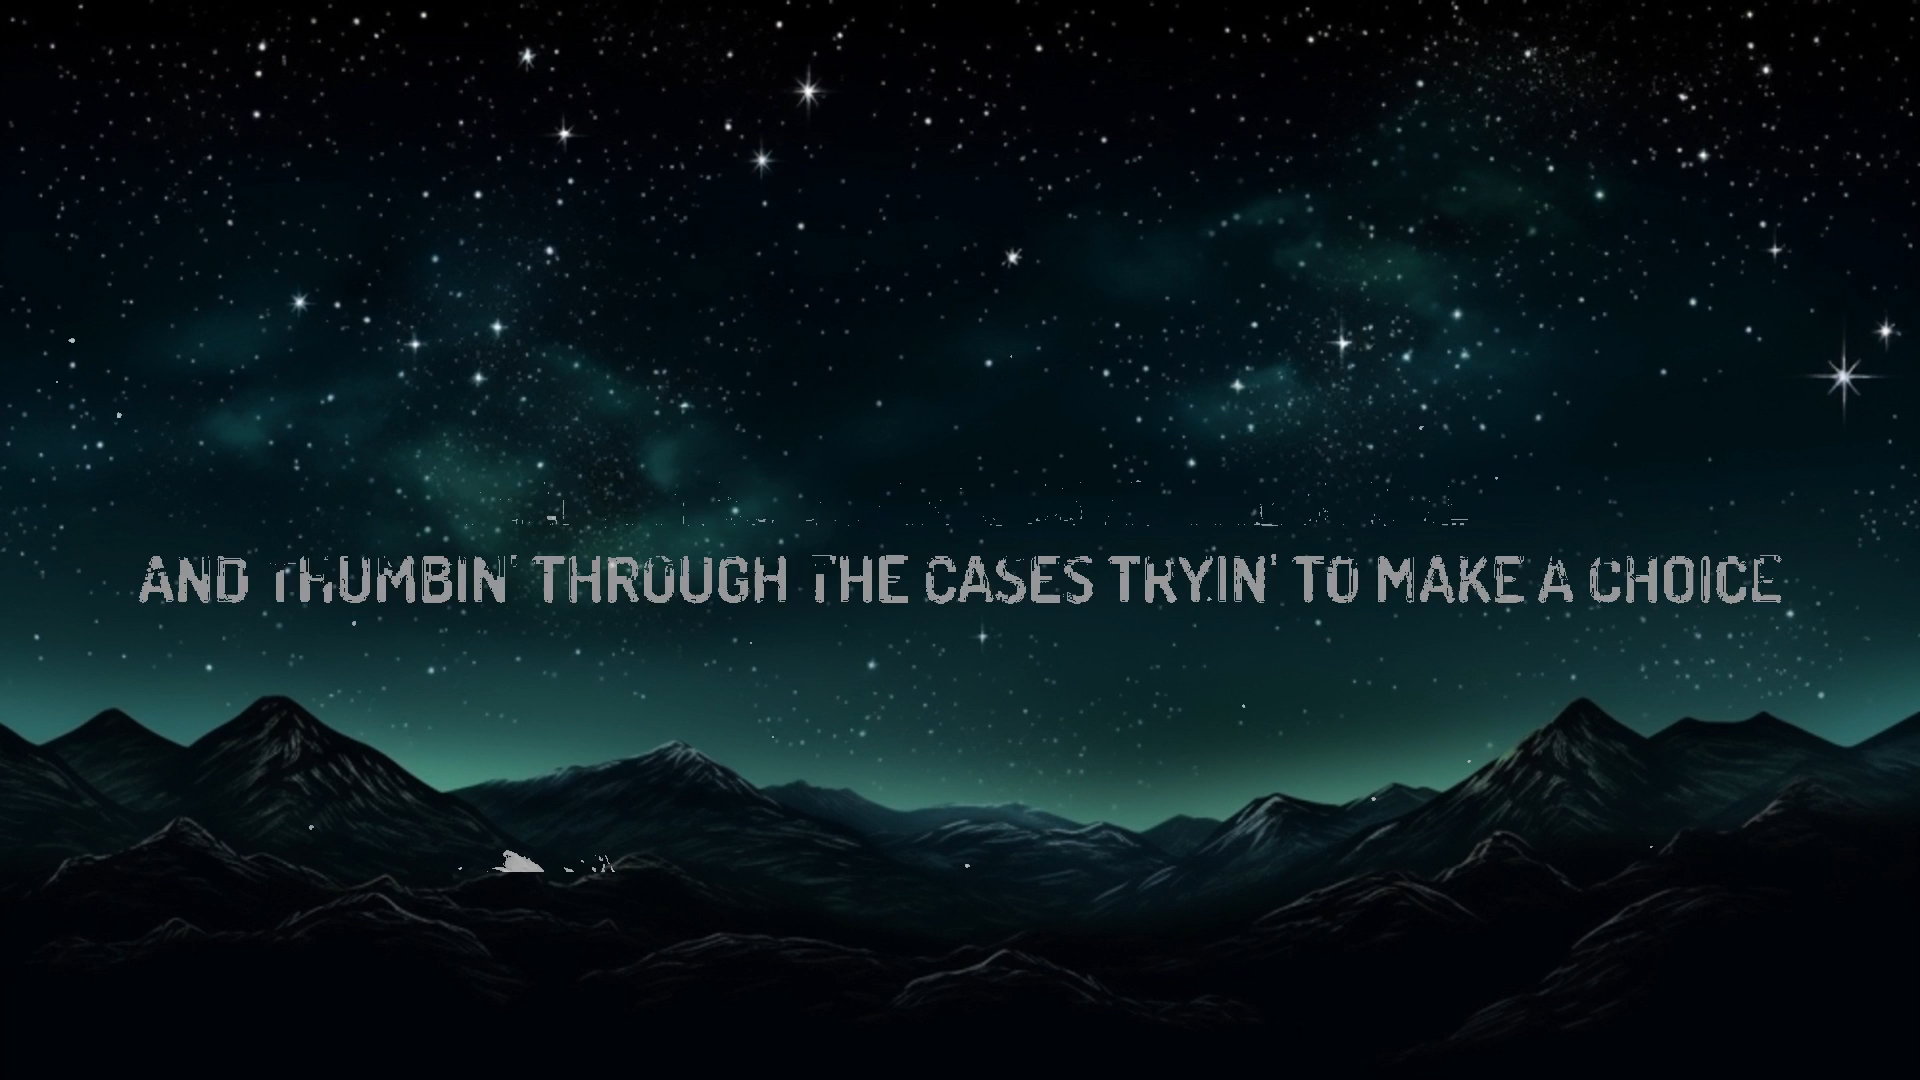 AND THUMBIN' THROUGH THE CASES TRYIN' TO MAKE A CHOICE